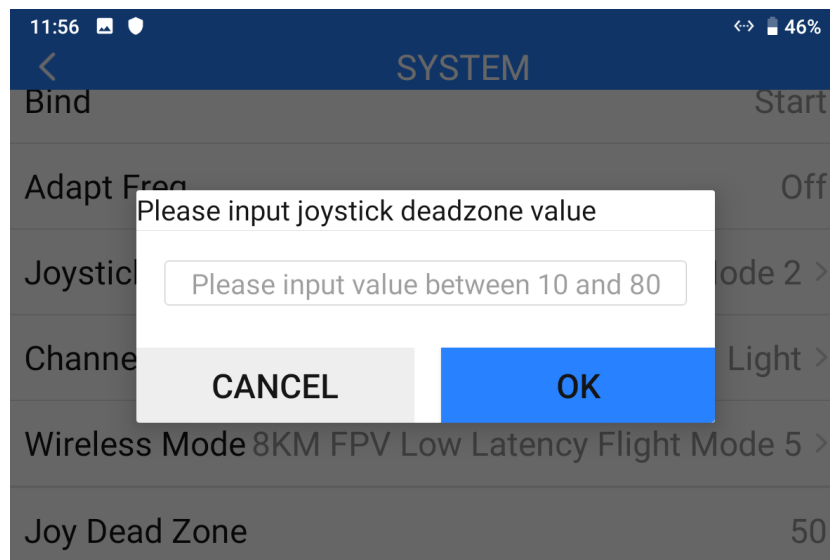 11:56 46%
SYSTEM
Bind Start
Adapt Freq Off
Please input joystick deadzone value
Joystic ode 2
Please input value between 10 and 80
Channe Light
CANCEL OK
Wireless Mode 8KM FPV Low Latency Flight Mode 5
Joy Dead Zone 50